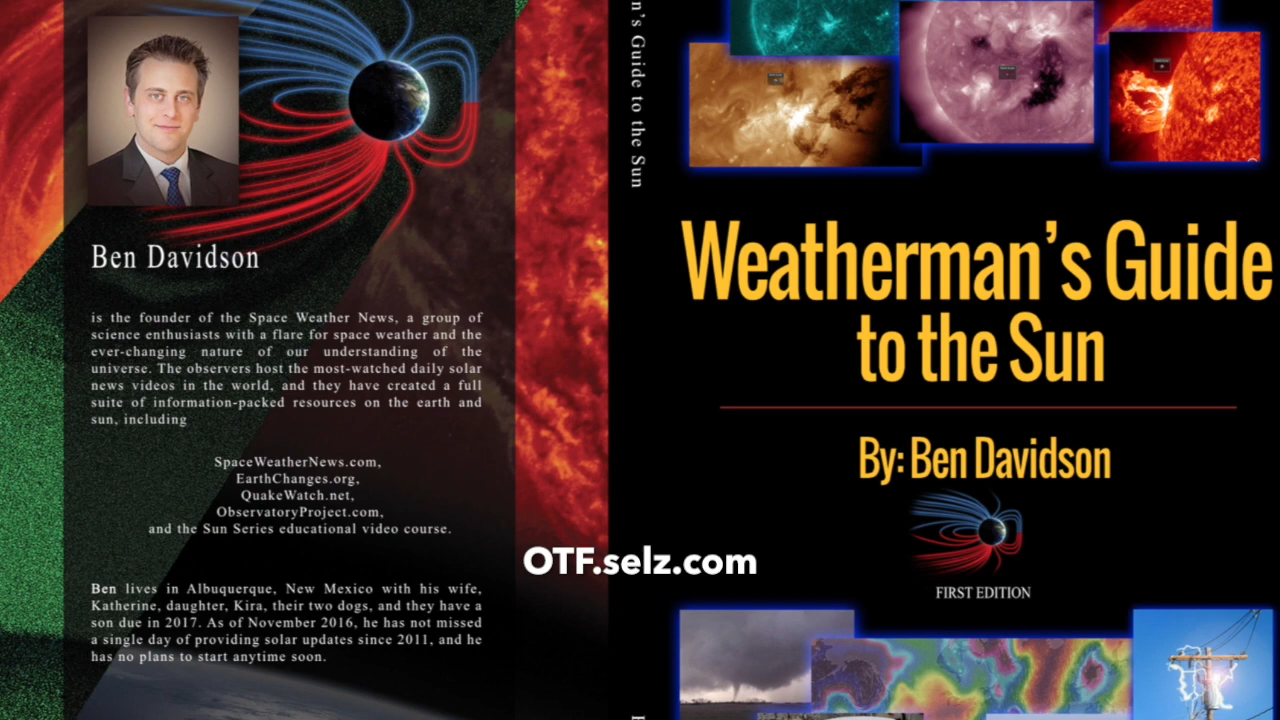 Ben Davidson
is the founder of the Space Weather News, a group of
science enthusiasts with a flare for space weather and the
ever-changing nature of our understanding of the
universe. The observers host the most-watched daily solar
news videos in the world, and they have created a full
suite of information-packed resources on the earth and
sun, including
SpaceWeatherNews.com,
EarthChanges.org,
QuakeWatch.net,
ObservatoryProject.com,
and the Sun Series educational video course.
Ben lives in Albuquerque, New Mexico with his wife,
Katherine, daughter, Kira, their two dogs, and they have a
son due in 2017. As of November 2016, he has not missed
a single day of providing solar updates since 2011, and he
has no plans to start anytime soon.
n's Guide to the Sun
OTF.selz.com
Weatherman's Guide
to the Sun
By: Ben Davidson
FIRST EDITION